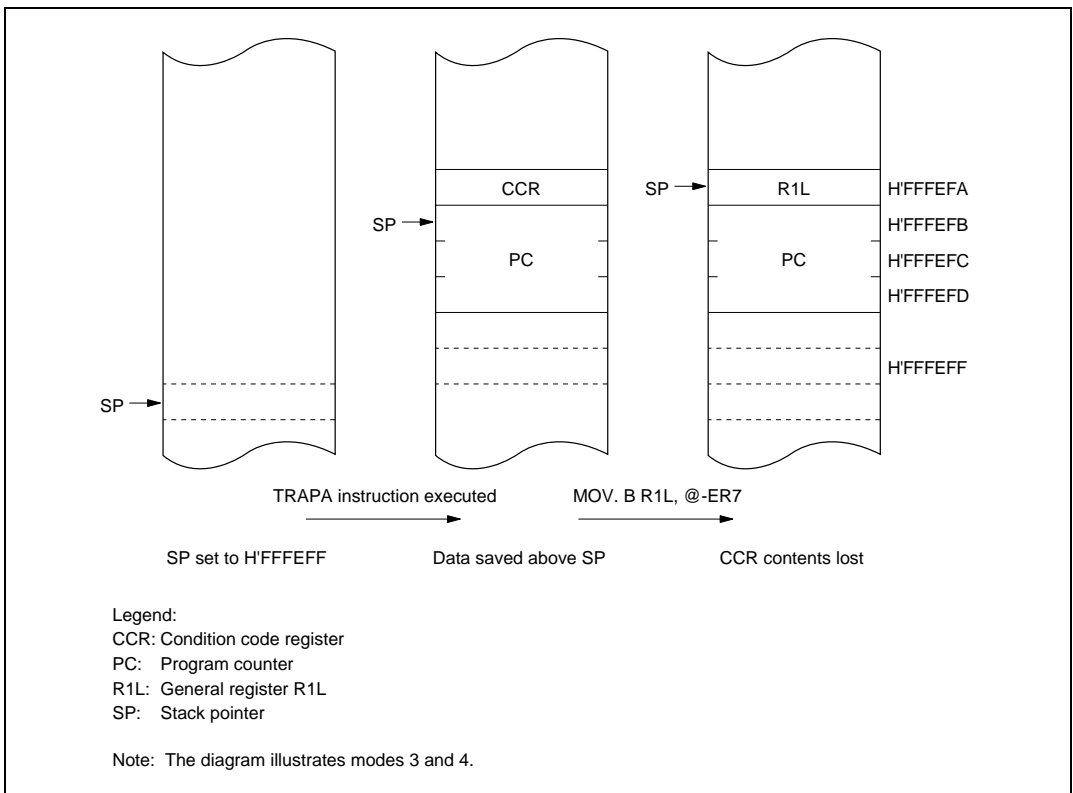 CCR
SP
R1L
H'FFFEFA
SP
H'FFFEFB
PC
PC
H'FFFEFC
H'FFFEFD
H'FFFEFF
SP
TRAPA instruction executed
MOV. B R1L, @-ER7
SP set to H'FFFEFF
Data saved above SP
CCR contents lost
Legend:
CCR: Condition code register
PC: Program counter
R1L: General register R1L
SP: Stack pointer
Note: The diagram illustrates modes 3 and 4.